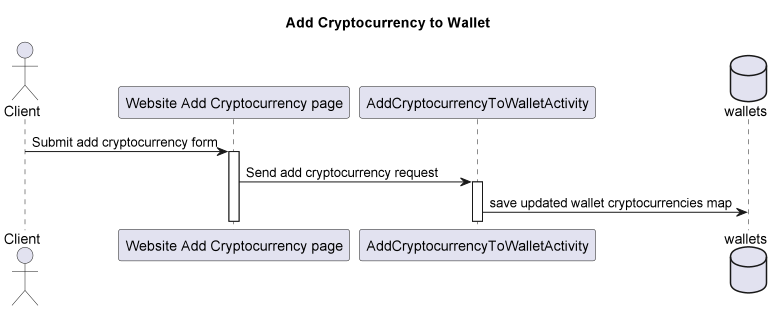 Add Cryptocurrency to Wallet
Client
Website Add Cryptocurrency page
AddCryptocurrencyToWalletActivity
wallets
Submit add cryptocurrency form
Send add cryptocurrency request
save updated wallet cryptocurrencies map
Client
Website Add Cryptocurrency page
AddCryptocurrencyToWalletActivity
wallets